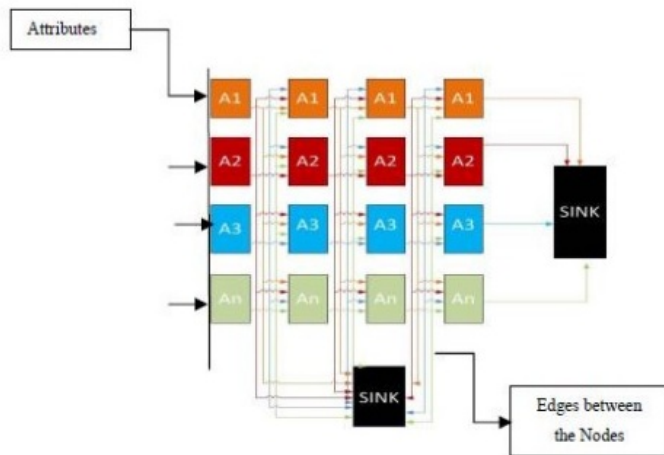 Attributes
A1 A1 A1 A1
A2 A2 A2 A2
SINK
A3 A3 A3 A3
An An An An
SINK
Edges between
the Nodes